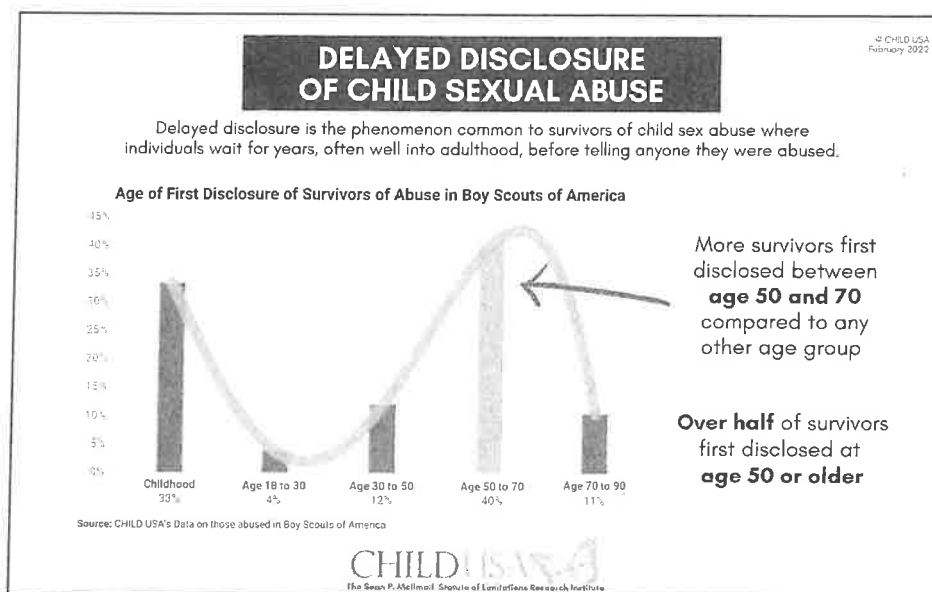 © CHILD USA
February 2022
DELAYED DISCLOSURE
OF CHILD SEXUAL ABUSE
Delayed disclosure is the phenomenon common to survivors of child sex abuse where
individuals wait for years, often well into adulthood, before telling anyone they were abused.
Age of First Disclosure of Survivors of Abuse in Boy Scouts of America
45%
40%
35%
30%
25%
20%
15%
10%
5%
0%
Childhood
33%
Age 18 to 30
4%
Age 30 to 50
12%
Age 50 to 70
40%
Age 70 to 90
11%
More survivors first
disclosed between
age 50 and 70
compared to any
other age group
Over half of survivors
first disclosed at
age 50 or older
Source: CHILD USA's Data on those abused in Boy Scouts of America
CHILD USA
The Sean P. McIlmail Statute of Limitations Research Institute